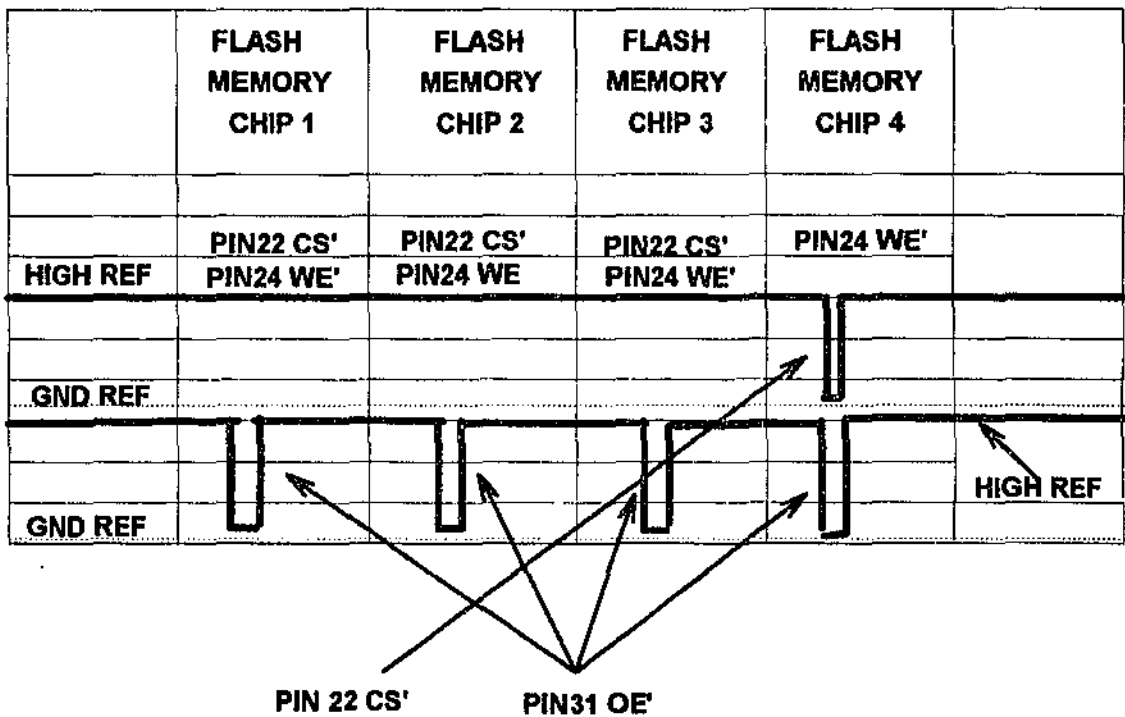 FLASH MEMORY CHIP 1
FLASH MEMORY CHIP 2
FLASH MEMORY CHIP 3
FLASH MEMORY CHIP 4
PIN22 CS' PIN22 CS' PIN22 CS' PIN24 WE'
HIGH REF PIN24 WE' PIN24 WE PIN24 WE'
GND REF
HIGH REF
GND REF
PIN 22 CS' PIN31 OE'